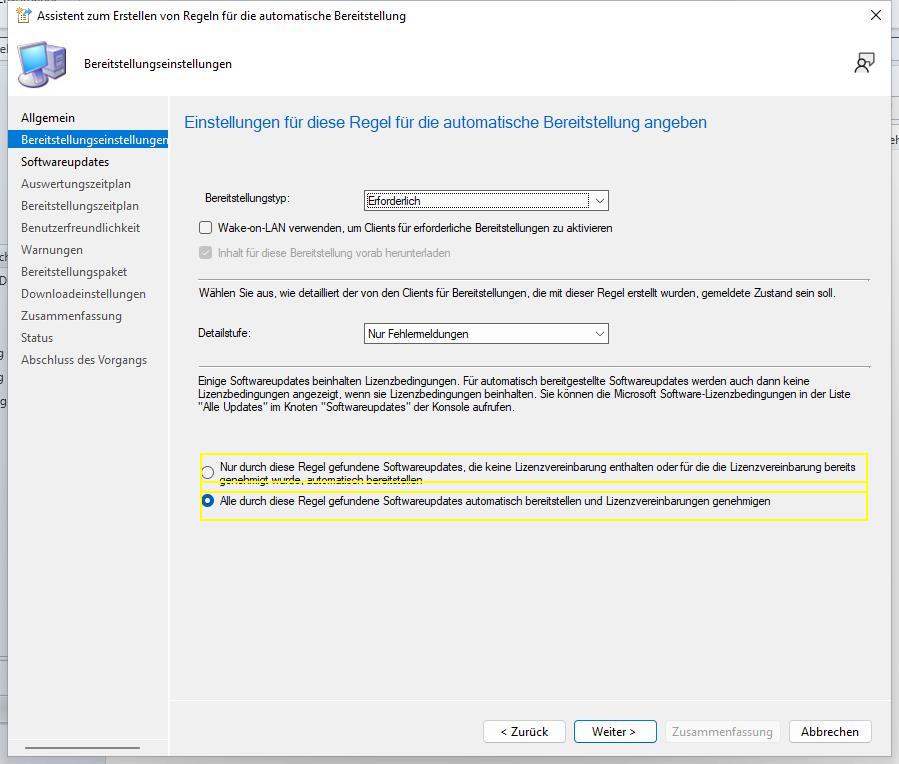 Assistent zum Erstellen von Regeln für die automatische Bereitstellung
Bereitstellungseinstellungen
Allgemein
Bereitstellungseinstellungen
Softwareupdates
Auswertungszeitplan
Bereitstellungszeitplan
Benutzerfreundlichkeit
Warnungen
Bereitstellungspaket
Downloadeinstellungen
Zusammenfassung
Status
Abschluss des Vorgangs
Einstellungen für diese Regel für die automatische Bereitstellung angeben
Bereitstellungstyp: Erforderlich
Wake-on-LAN verwenden, um Clients für erforderliche Bereitstellungen zu aktivieren
Inhalt für diese Bereitstellung vorab herunterladen
Wählen Sie aus, wie detailliert der von den Clients für Bereitstellungen, die mit dieser Regel erstellt wurden, gemeldete Zustand sein soll.
Detailstufe: Nur Fehlermeldungen
Einige Softwareupdates beinhalten Lizenzbedingungen. Für automatisch bereitgestellte Softwareupdates werden auch dann keine
Lizenzbedingungen angezeigt, wenn sie Lizenzbedingungen beinhalten. Sie können die Microsoft Software-Lizenzbedingungen in der Liste
"Alle Updates" im Knoten "Softwareupdates" der Konsole aufrufen.
Nur durch diese Regel gefundene Softwareupdates, die keine Lizenzvereinbarung enthalten oder für die die Lizenzvereinbarung bereits
genehmigt wurde, automatisch bereitstellen
Alle durch diese Regel gefundene Softwareupdates automatisch bereitstellen und Lizenzvereinbarungen genehmigen
< Zurück
Weiter >
Zusammenfassung
Abbrechen